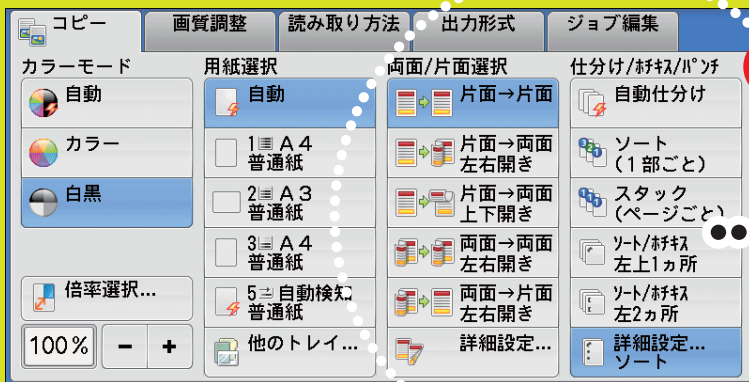 コピー
画質調整
読み取り方法
出力形式
ジョブ編集
カラーモード
自動
カラー
白黒
倍率選択...
100%
－
＋
用紙選択
自動
1 A4
普通紙
2 A3
普通紙
3 A4
普通紙
5 自動検知
普通紙
他のトレイ...
両面/片面選択
片面→片面
片面→両面
左右開き
片面→両面
上下開き
両面→両面
左右開き
両面→片面
左右開き
詳細設定...
仕分け/ホチキス/パンチ
自動仕分け
ソート
(1部ごと)
スタック
(ページごと)
ソート/ホチキス
左上1ヵ所
ソート/ホチキス
左2ヵ所
詳細設定...
ソート